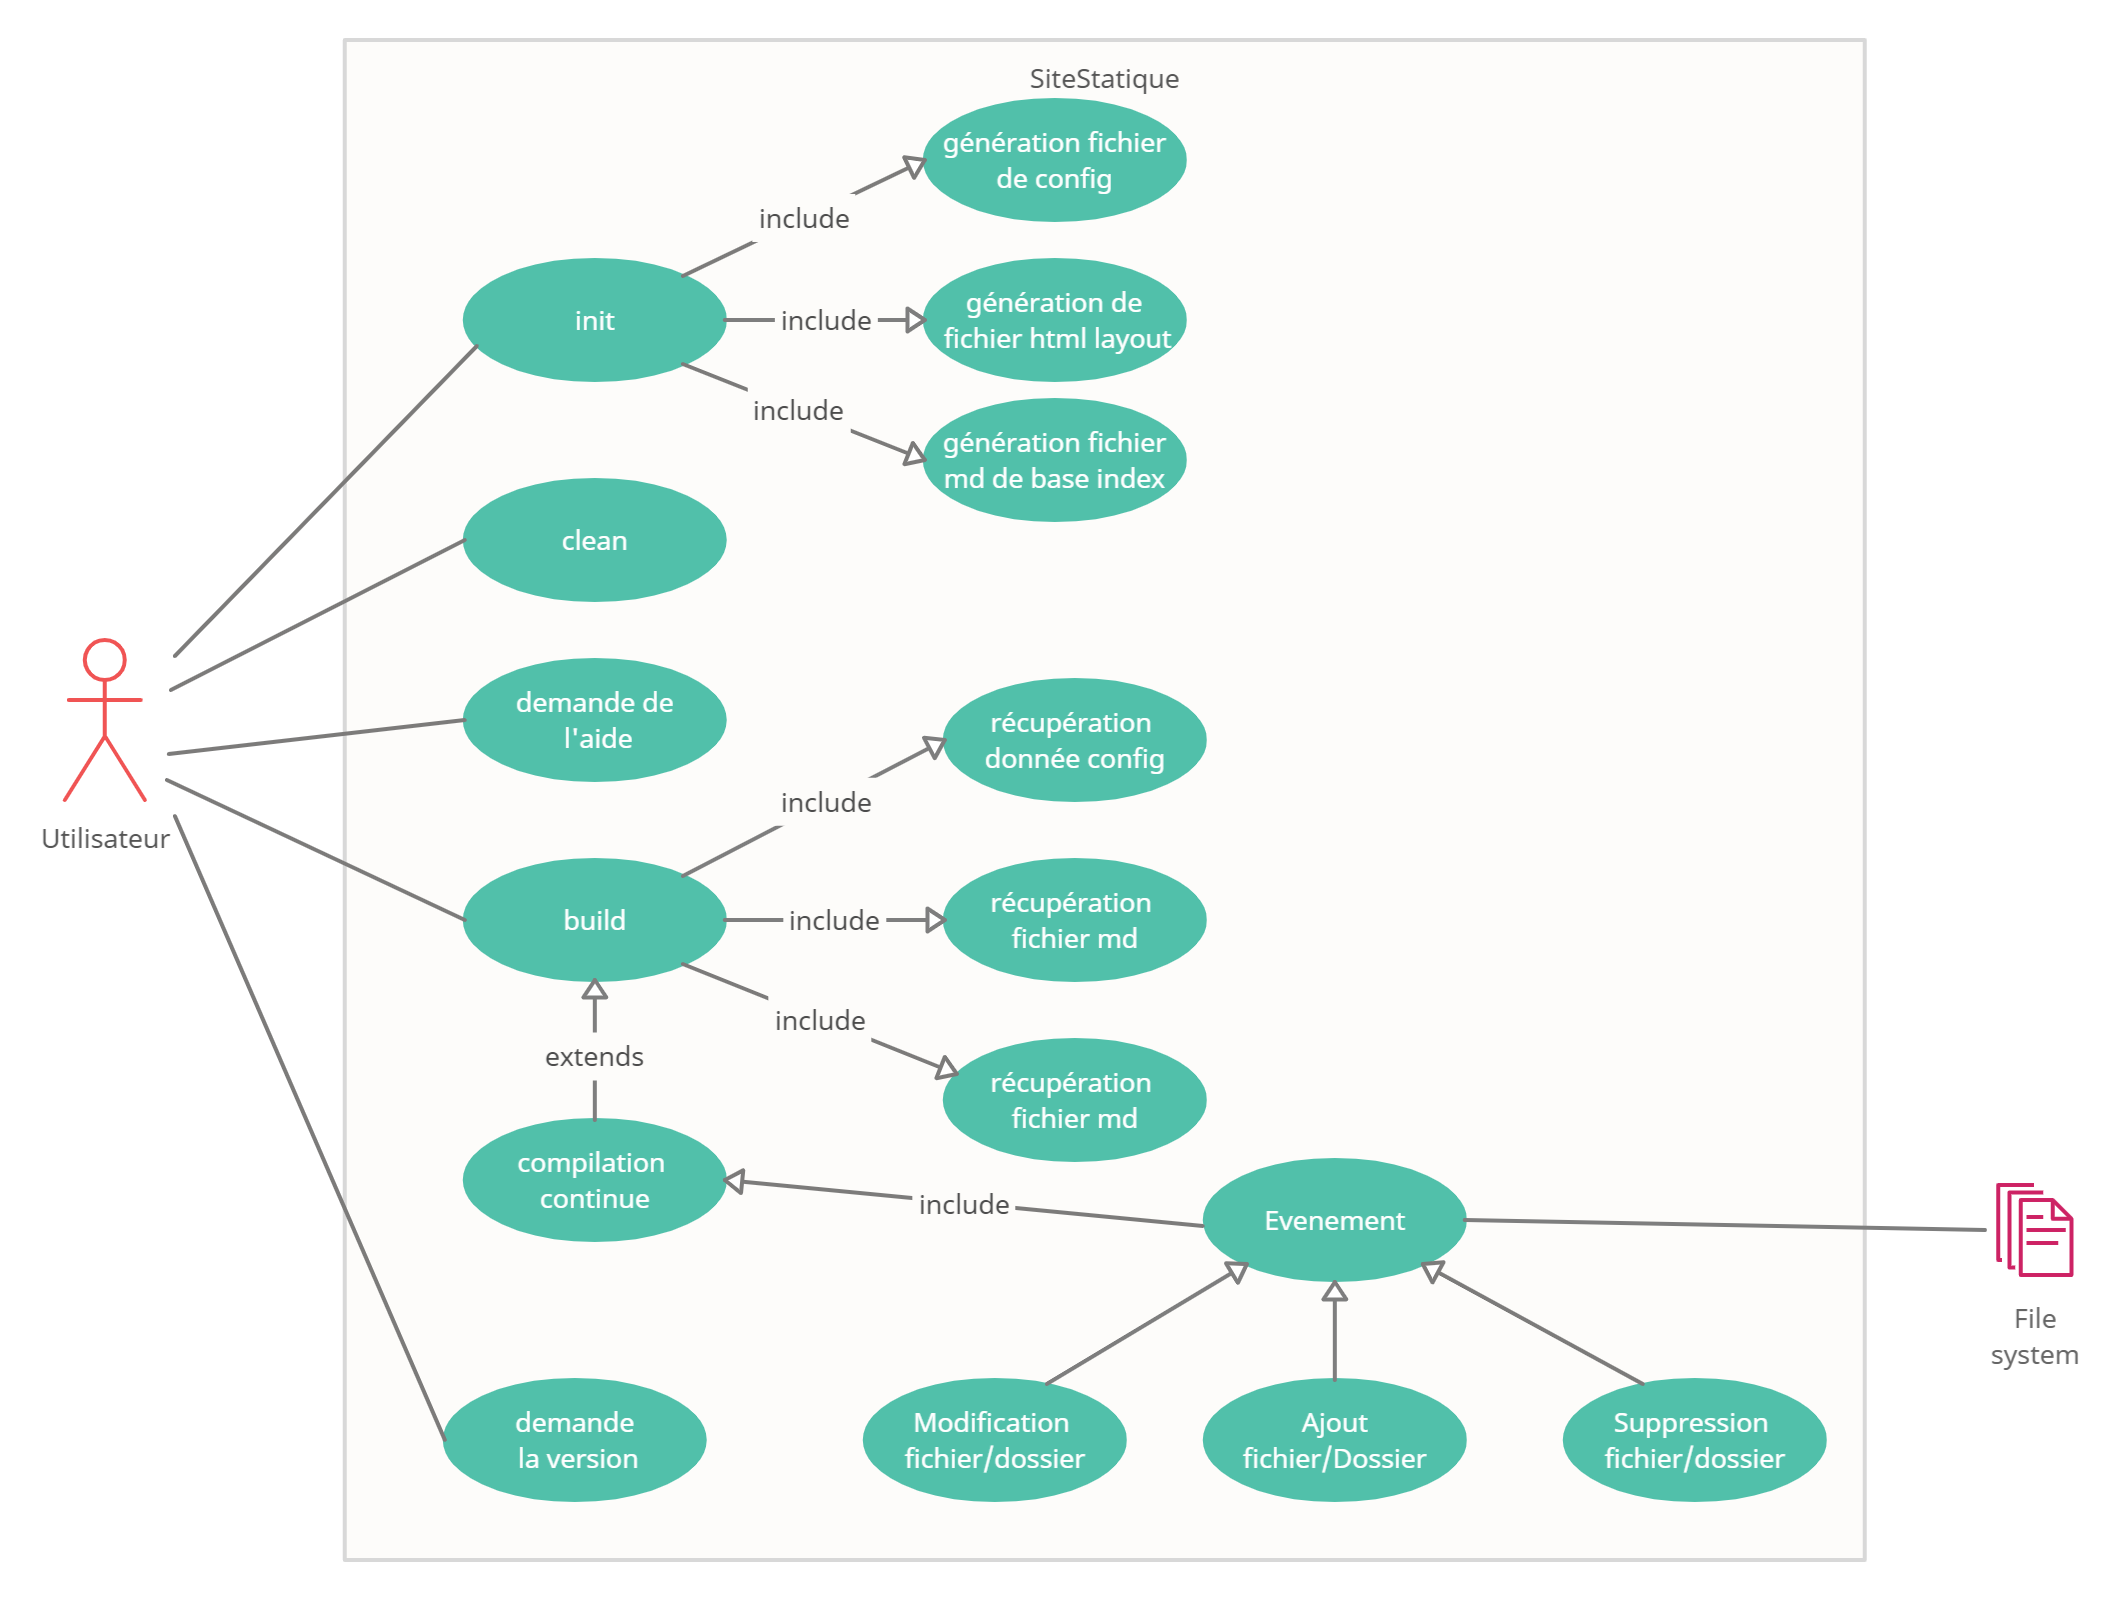 SiteStatique
génération fichier
de config
include
génération de
fichier html layout
init
include
include
génération fichier
md de base index
clean
demande de
l'aide
récupération
donnée config
include
Utilisateur
build
include
récupération
fichier md
include
extends
récupération
fichier md
compilation
continue
include
Evenement
File
system
demande
la version
Modification
fichier/dossier
Ajout
fichier/Dossier
Suppression
fichier/dossier